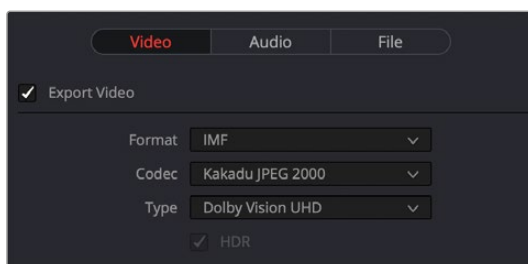 Video Audio File
Export Video
Format IMF
Codec Kakadu JPEG 2000
Type Dolby Vision UHD
HDR